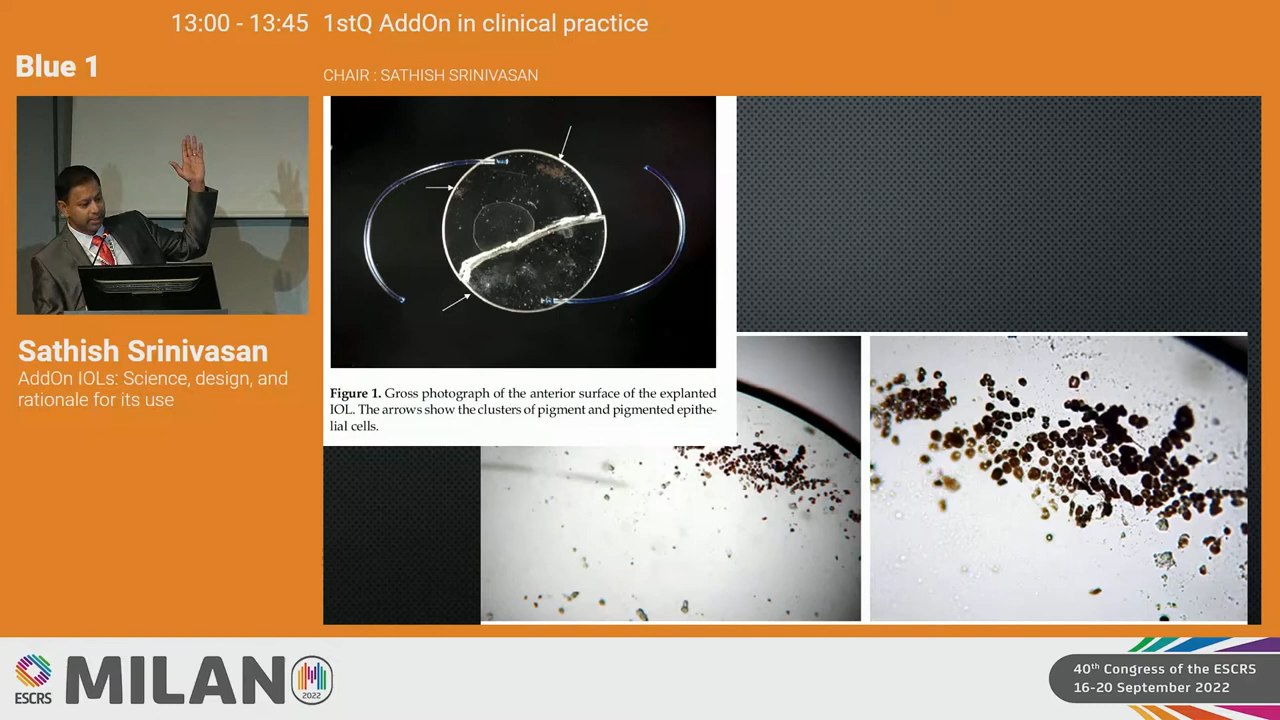 13:00 - 13:45 1stQ AddOn in clinical practice
Blue 1
CHAIR : SATHISH SRINIVASAN
Sathish Srinivasan
AddOn IOLs: Science, design, and
rationale for its use
Figure 1. Gross photograph of the anterior surface of the explanted
IOL. The arrows show the clusters of pigment and pigmented epithe-
lial cells.
ESCRS
MILANO
2022
40th Congress of the ESCRS
16-20 September 2022